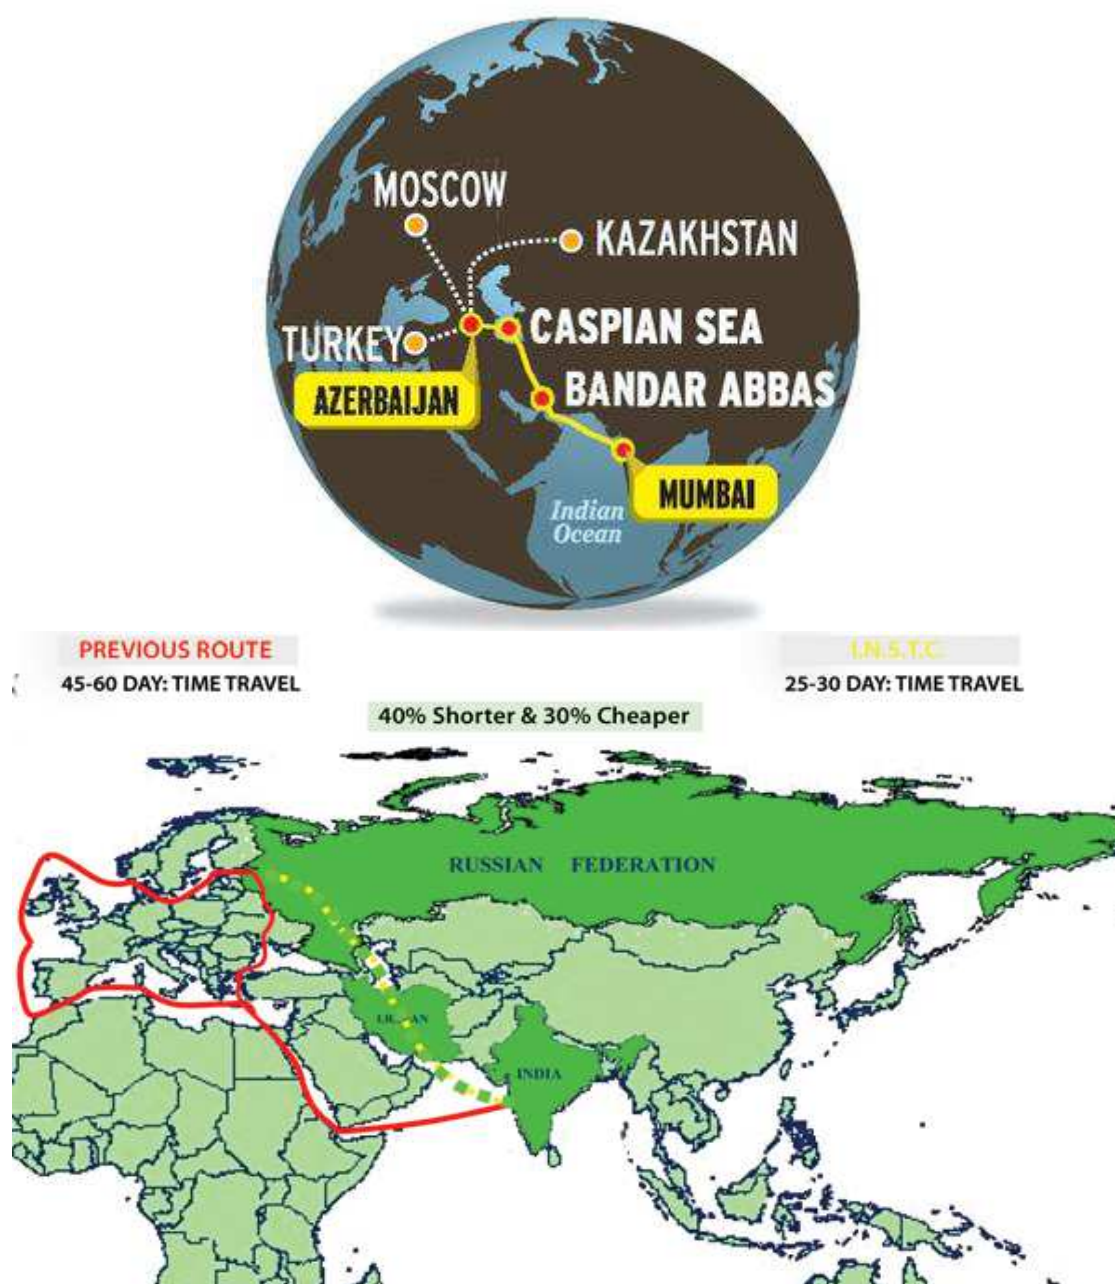 MOSCOW
KAZAKHSTAN
CASPIAN SEA
TURKEY
AZERBAIJAN
BANDAR ABBAS
MUMBAI
Indian
Ocean
PREVIOUS ROUTE
I.N.S.T.C.
45-60 DAY: TIME TRAVEL
25-30 DAY: TIME TRAVEL
40% Shorter & 30% Cheaper
RUSSIAN FEDERATION
INDIA